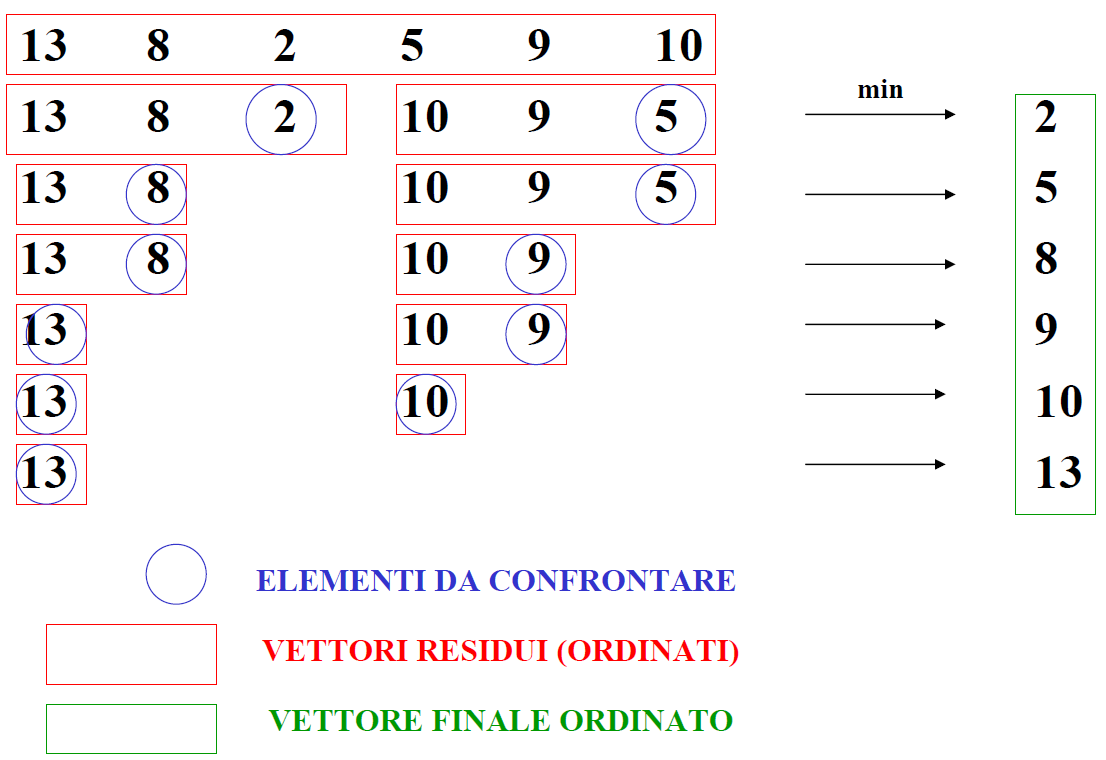 13 8 2 5 9 10
min
13 8 2 10 9 5 2
13 8 10 9 5 5
13 8 10 9 8
13 10 9 9
13 10 10
13 13
ELEMENTI DA CONFRONTARE
VETTORI RESIDUI (ORDINATI)
VETTORE FINALE ORDINATO